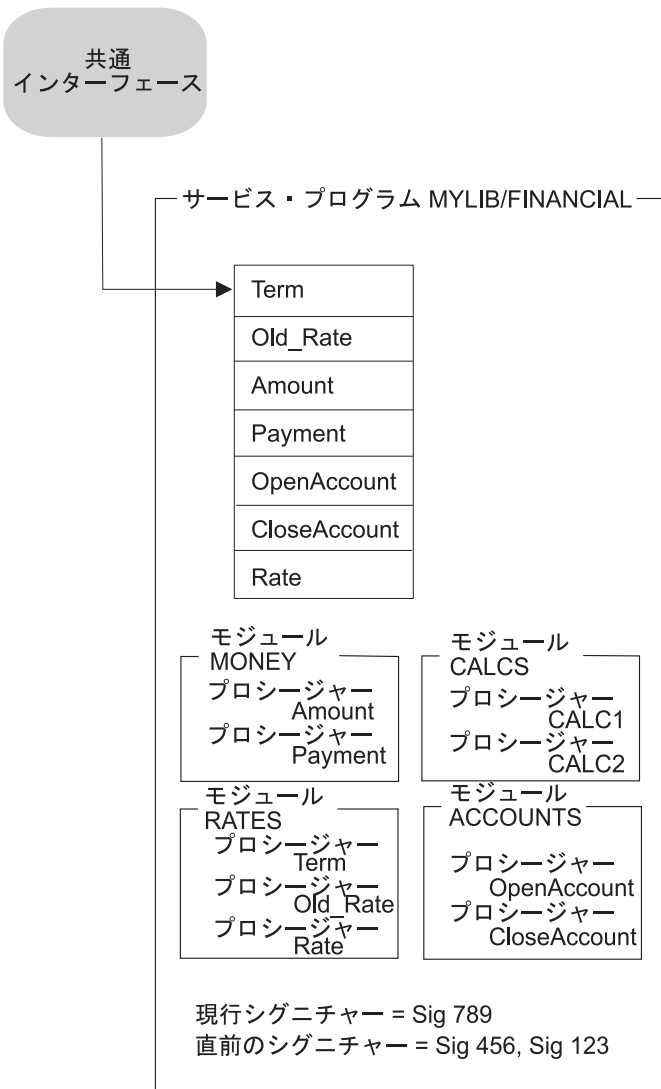 共通
インターフェース
サービス・プログラム MYLIB/FINANCIAL
Term
Old_Rate
Amount
Payment
OpenAccount
CloseAccount
Rate
モジュール
MONEY
プロシージャー
Amount
プロシージャー
Payment
モジュール
CALCS
プロシージャー
CALC1
プロシージャー
CALC2
モジュール
RATES
プロシージャー
Term
プロシージャー
Old_Rate
プロシージャー
Rate
モジュール
ACCOUNTS
プロシージャー
OpenAccount
プロシージャー
CloseAccount
現行シグニチャー = Sig 789
直前のシグニチャー = Sig 456, Sig 123